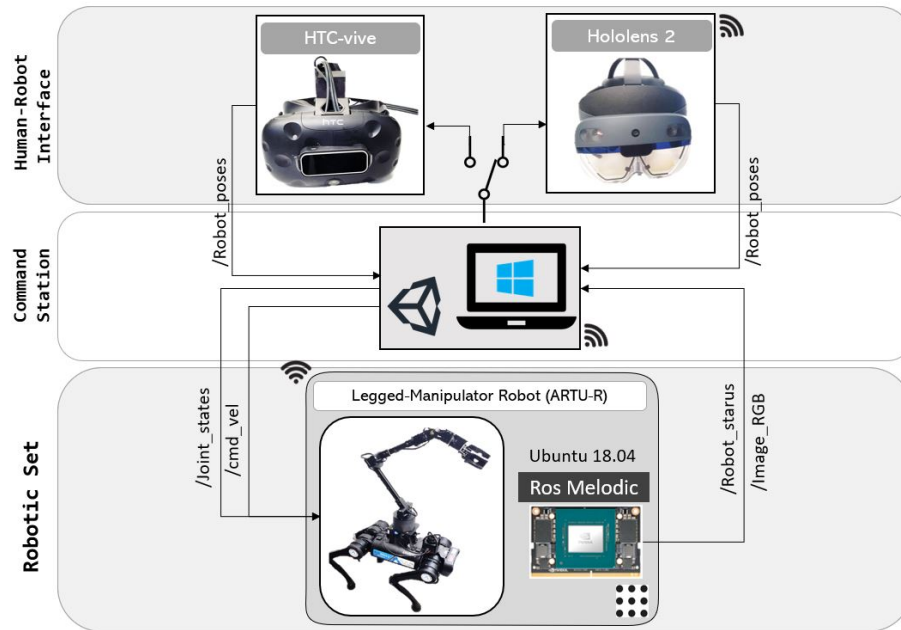 Human-Robot
Interface
HTC-vive
Hololens 2
hTC
/Robot_poses
/Robot_poses
Command
Station
Robotic Set
/Joint_states
/cmd_vel
Legged-Manipulator Robot (ARTU-R)
Ubuntu 18.04
Ros Melodic
/Robot_starus
/Image_RGB